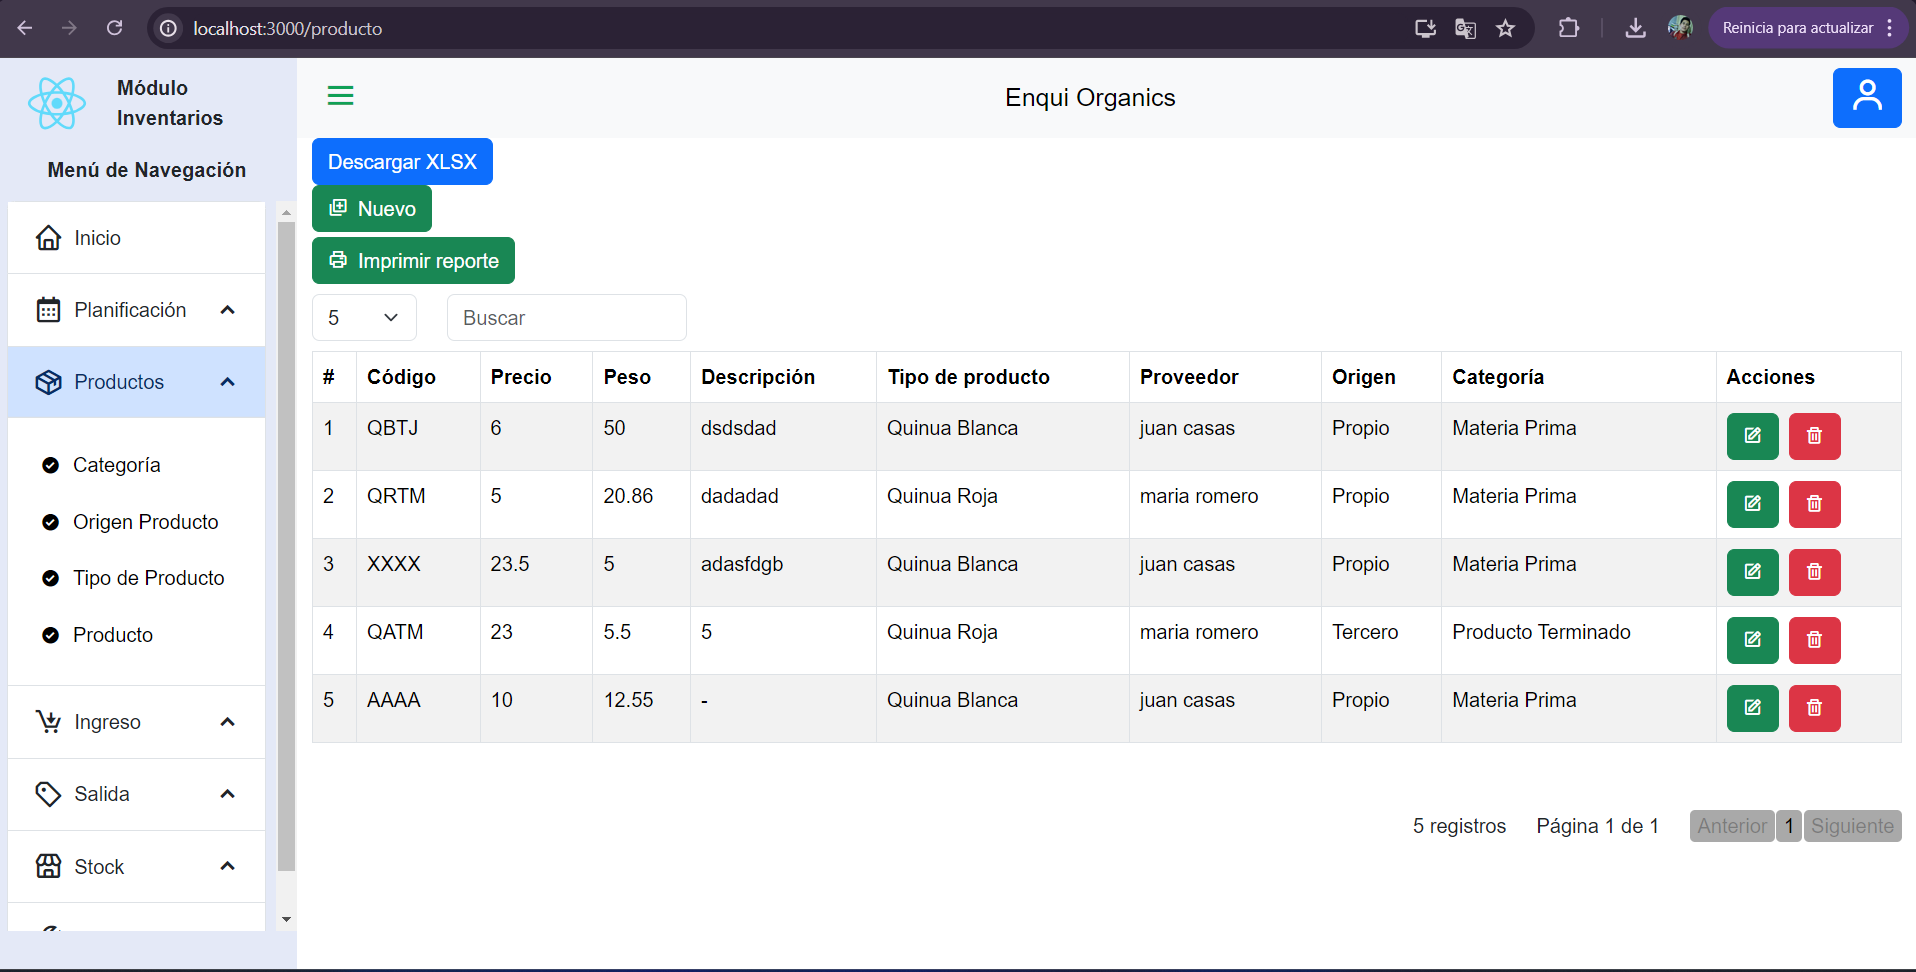 localhost:3000/producto
Reinicia para actualizar
Módulo
Inventarios
Menú de Navegación
Inicio
Planificación
Productos
Categoría
Origen Producto
Tipo de Producto
Producto
Ingreso
Salida
Stock
Enqui Organics
Descargar XLSX
Nuevo
Imprimir reporte
5 Buscar
# Código Precio Peso Descripción Tipo de producto Proveedor Origen Categoría Acciones
1 QBTJ 6 50 dsdsdad Quinua Blanca juan casas Propio Materia Prima
2 QRTM 5 20.86 dadadad Quinua Roja maria romero Propio Materia Prima
3 XXXX 23.5 5 adasfdgb Quinua Blanca juan casas Propio Materia Prima
4 QATM 23 5.5 5 Quinua Roja maria romero Tercero Producto Terminado
5 AAAA 10 12.55 - Quinua Blanca juan casas Propio Materia Prima
5 registros Página 1 de 1 Anterior 1 Siguiente